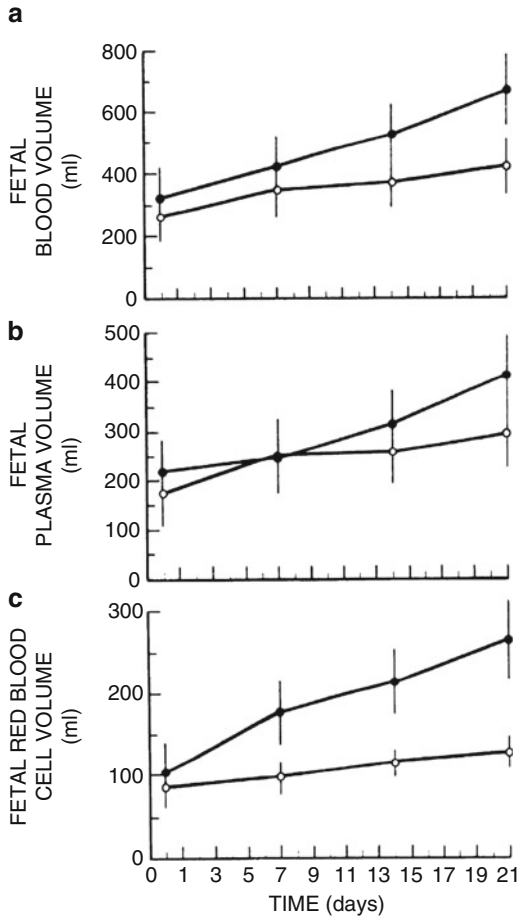 a
800
600
400
200
0
FETAL
BLOOD VOLUME
(ml)
b
500
400
300
200
100
0
FETAL
PLASMA VOLUME
(ml)
c
300
200
100
0
FETAL RED BLOOD
CELL VOLUME
(ml)
0 1 3 5 7 9 11 13 15 17 19 21
TIME (days)